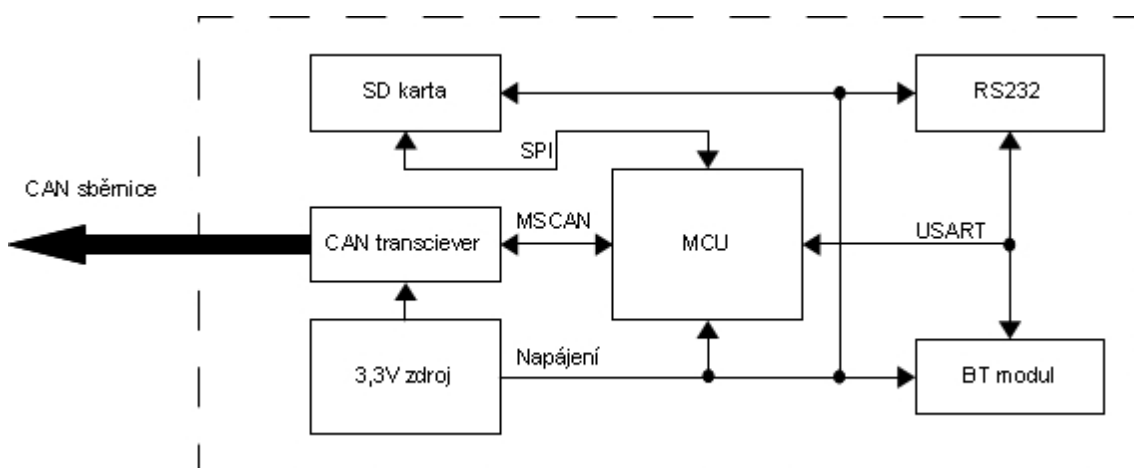 SD karta
RS232
SPI
CAN sběrnice
CAN transciever
MSCAN
MCU
USART
3,3V zdroj
Napájení
BT modul